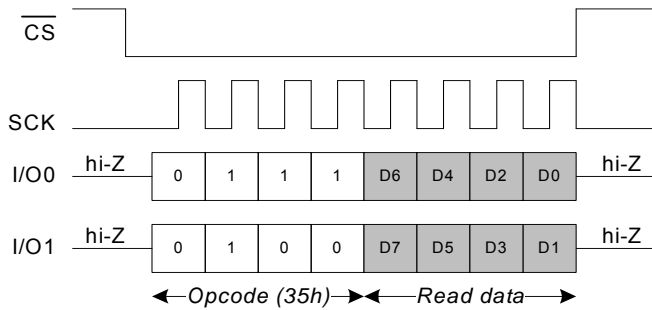 CS
SCK
I/O0 hi-Z 0 1 1 1 D6 D4 D2 D0 hi-Z
I/O1 hi-Z 0 1 0 0 D7 D5 D3 D1 hi-Z
Opcode (35h) Read data